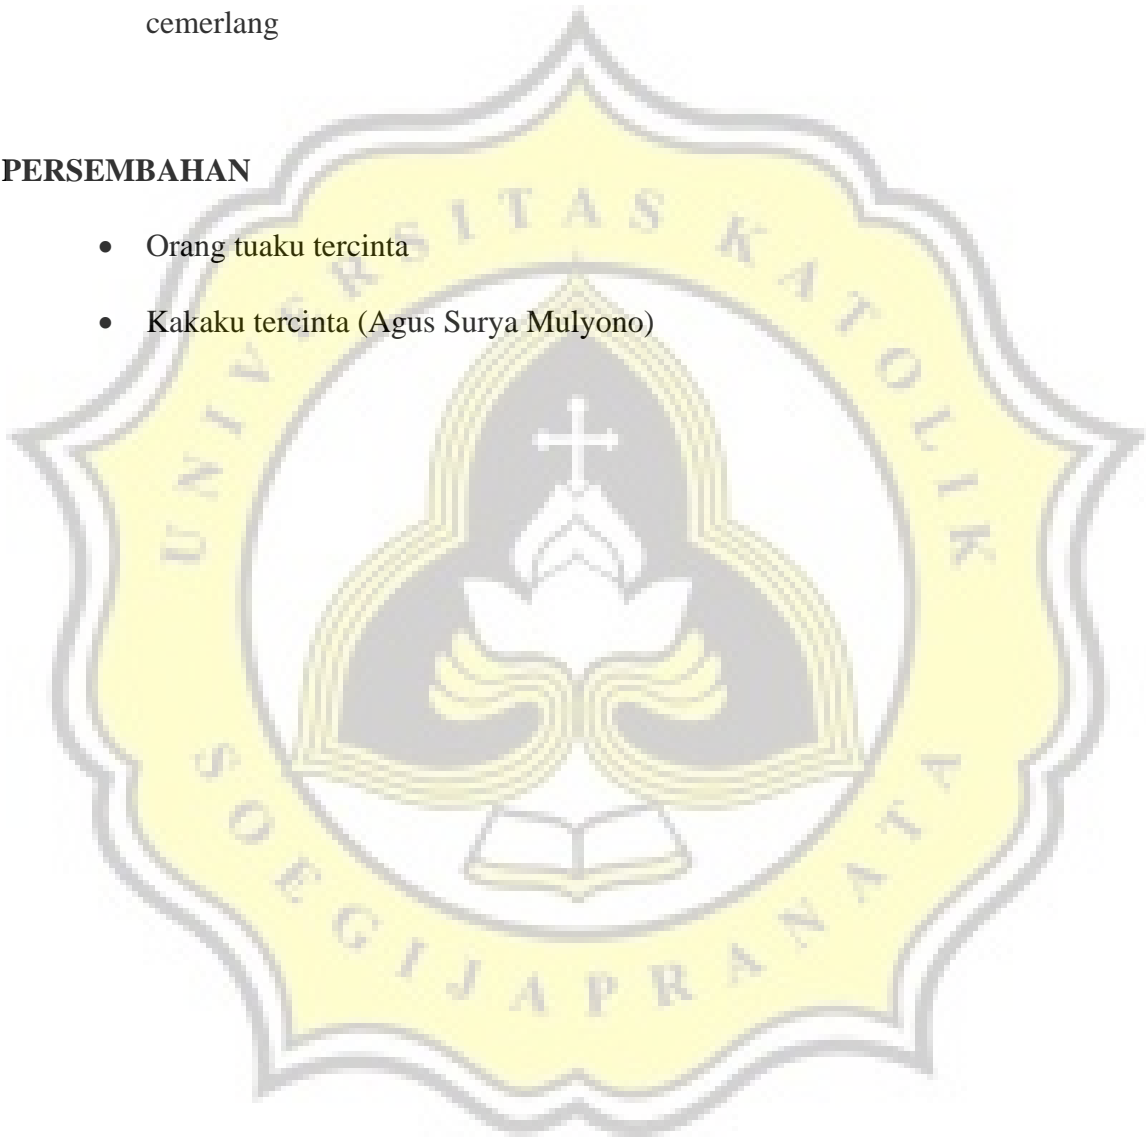 cemerlang
PERSEMBAHAN
• Orang tuaku tercinta
• Kakaku tercinta (Agus Surya Mulyono)
UNIVERSITAS KATOLIK
SOEGIJAPRANATA